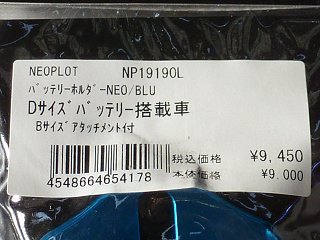 NEOPLOT NP19190L
ﾊﾞｯﾃﾘｰﾎﾙﾀﾞｰNEO/BLU
Dｻｲｽﾞﾊﾞｯﾃﾘｰ搭載車
Bｻｲｽﾞｱﾀｯﾁﾒﾝﾄ付
税込価格 ¥9,450
本体価格 ¥9,000
4548664654178